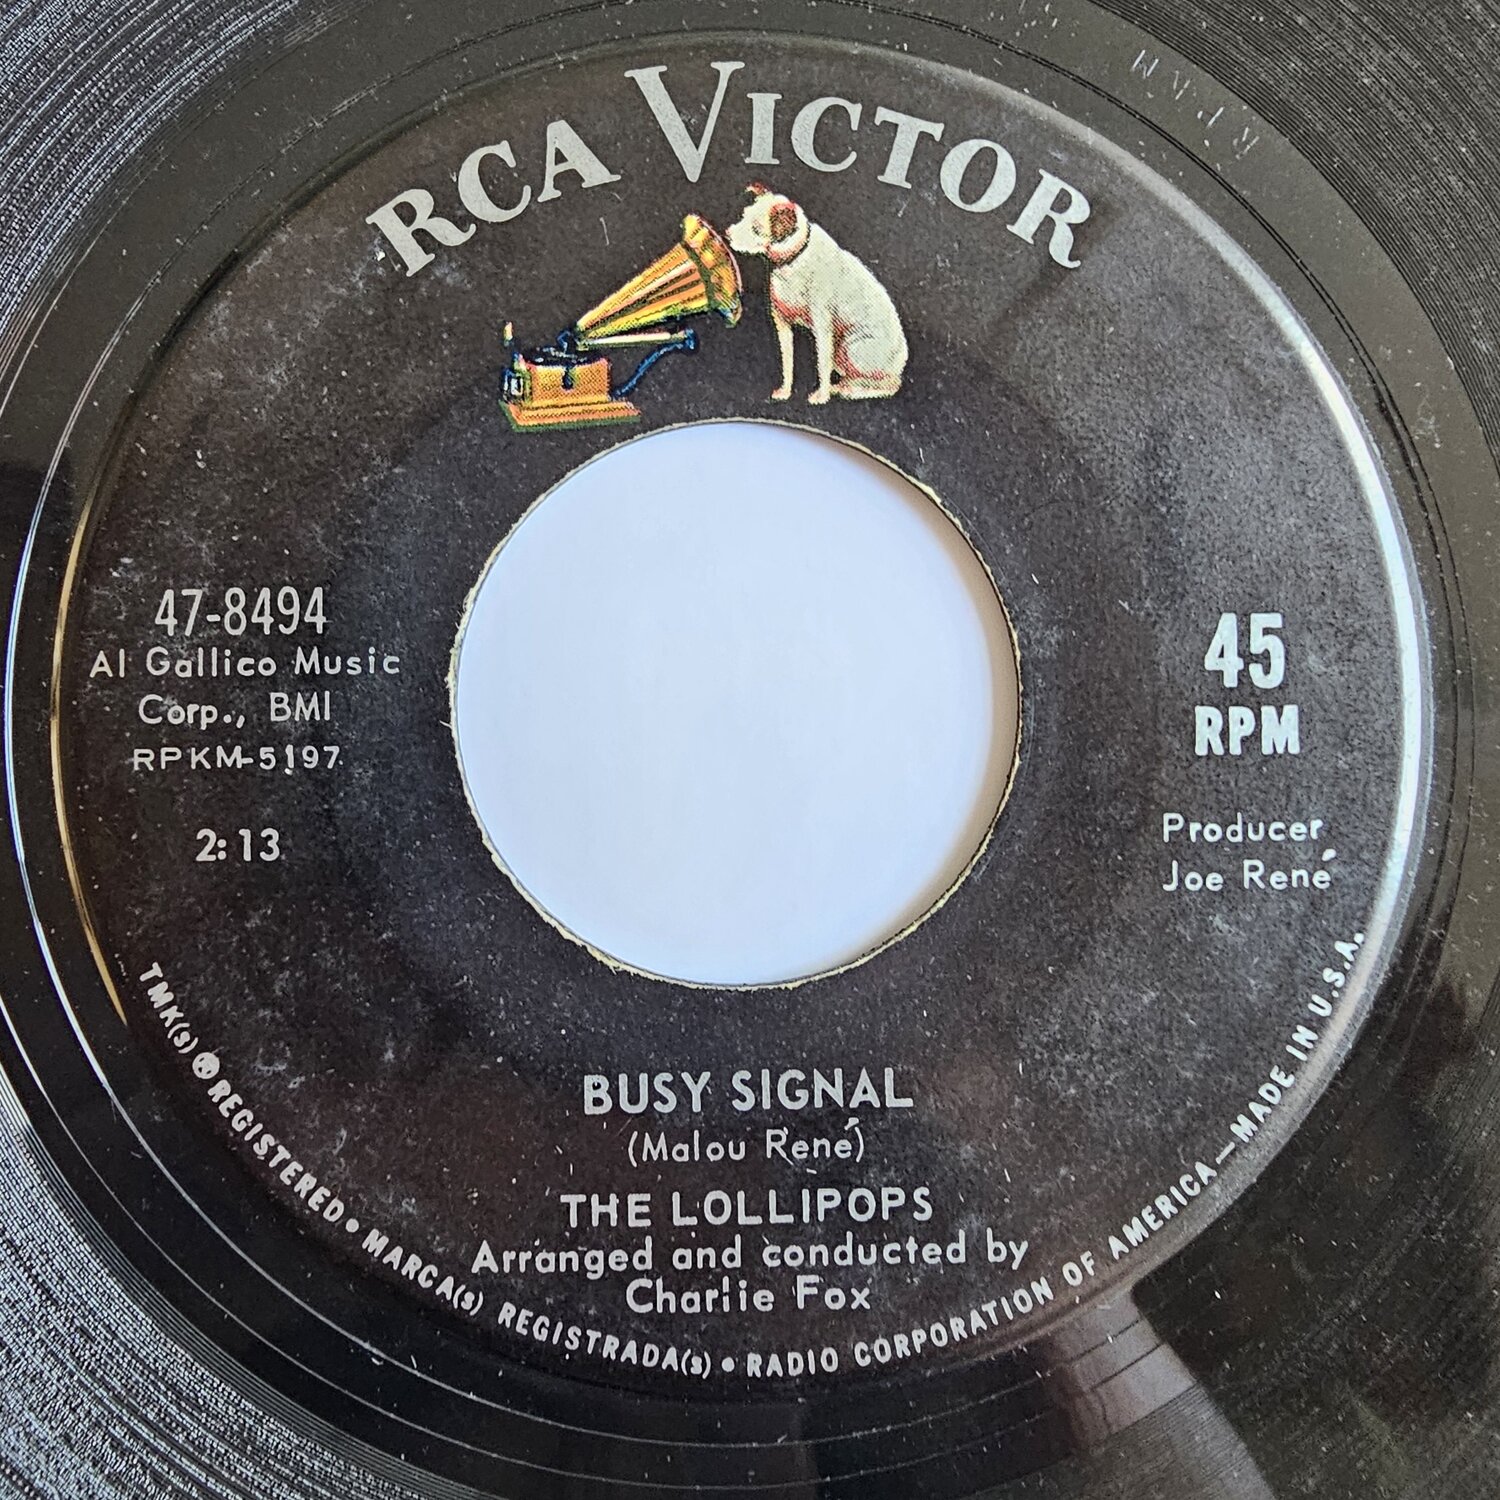 RCA VICTOR
47-8494
Al Gallico Music
Corp., BMI
RPKM-5197
2:13
45
RPM
Producer
Joe René
BUSY SIGNAL
(Malou René)
THE LOLLIPOPS
Arranged and conducted by
Charlie Fox
TMK(s) ® REGISTERED • MARCA(s) REGISTRADA(s) • RADIO CORPORATION OF AMERICA—MADE IN U.S.A.